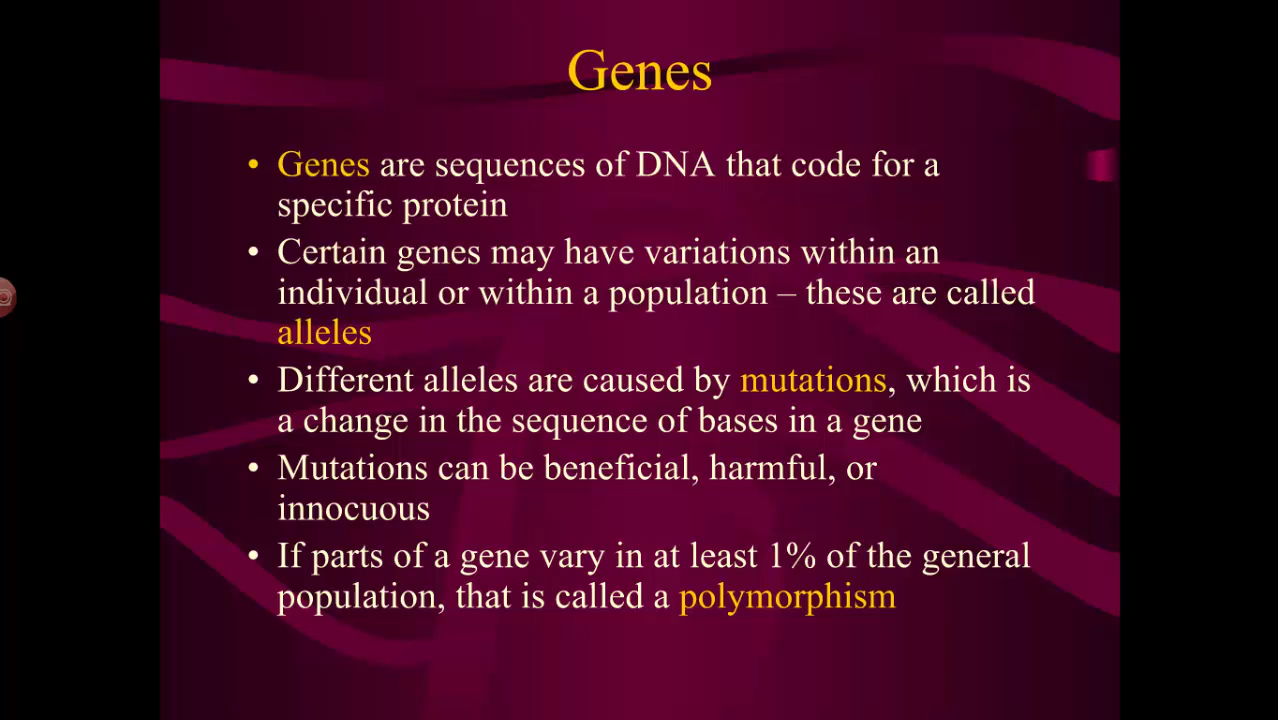 Genes
• Genes are sequences of DNA that code for a
specific protein
• Certain genes may have variations within an
individual or within a population – these are called
alleles
• Different alleles are caused by mutations, which is
a change in the sequence of bases in a gene
• Mutations can be beneficial, harmful, or
innocuous
• If parts of a gene vary in at least 1% of the general
population, that is called a polymorphism